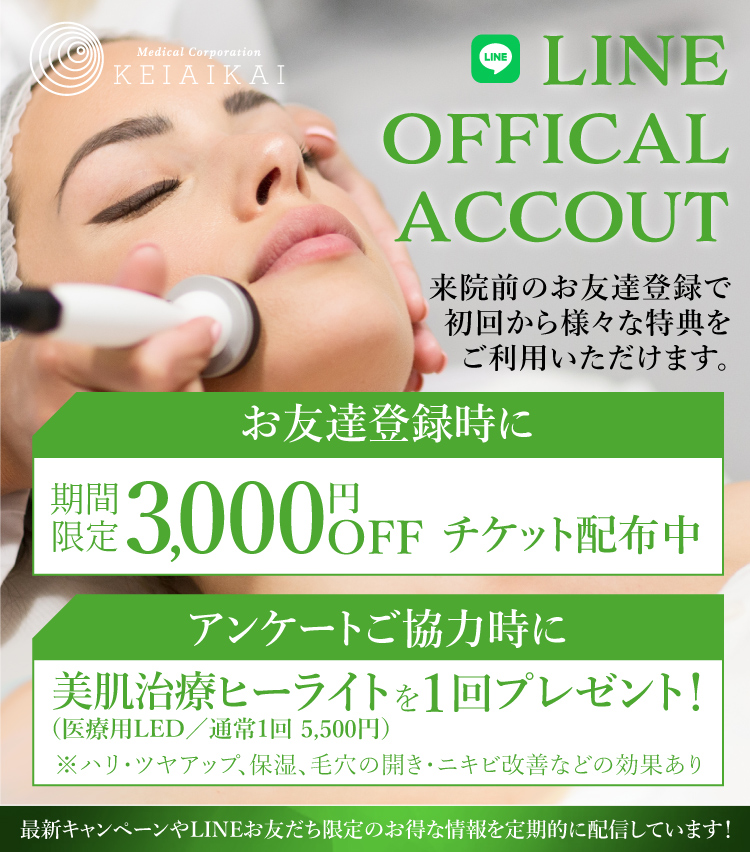 Medical Corporation
KEIAIKAI
LINE
LINE
OFFICAL
ACCOUT
来院前のお友達登録で
初回から様々な特典を
ご利用いただけます。
お友達登録時に
期間限定 3,000円OFF チケット配布中
アンケートご協力時に
美肌治療ヒーライトを1回プレゼント!
（医療用LED／通常1回 5,500円）
※ハリ・ツヤアップ、保湿、毛穴の開き・ニキビ改善などの効果あり
最新キャンペーンやLINEお友だち限定のお得な情報を定期的に配信しています!